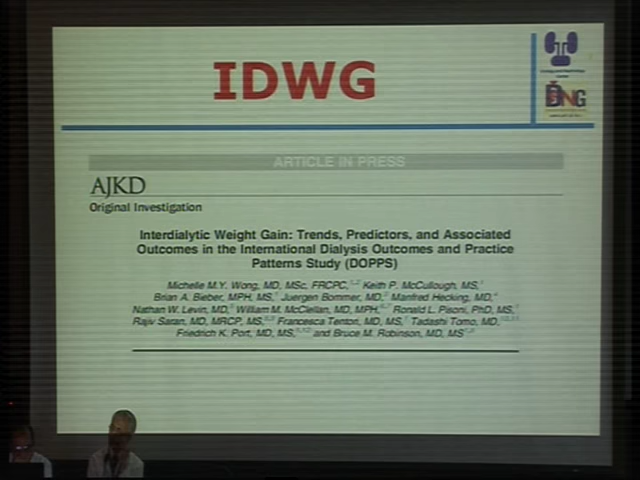 IDWG
ARTICLE IN PRESS
AJKD
Original Investigation
Interdialytic Weight Gain: Trends, Predictors, and Associated
Outcomes in the International Dialysis Outcomes and Practice
Patterns Study (DOPPS)
Michelle M.Y. Wong, MD, MSc, FRCPC, Keith P. McCullough, MS,
Brian A. Bieber, MPH, MS, Juergen Bommer, MD, Manfred Hecking, MD,
Nathan W. Levin, MD, William M. McClellan, MD, MPH, Ronald L. Pisoni, PhD, MS,
Rajiv Saran, MD, MRCP, MS, Francesca Tentori, MD, MS, Tadashi Tomo, MD,
Friedrich K. Port, MD, MS, and Bruce M. Robinson, MD, MS